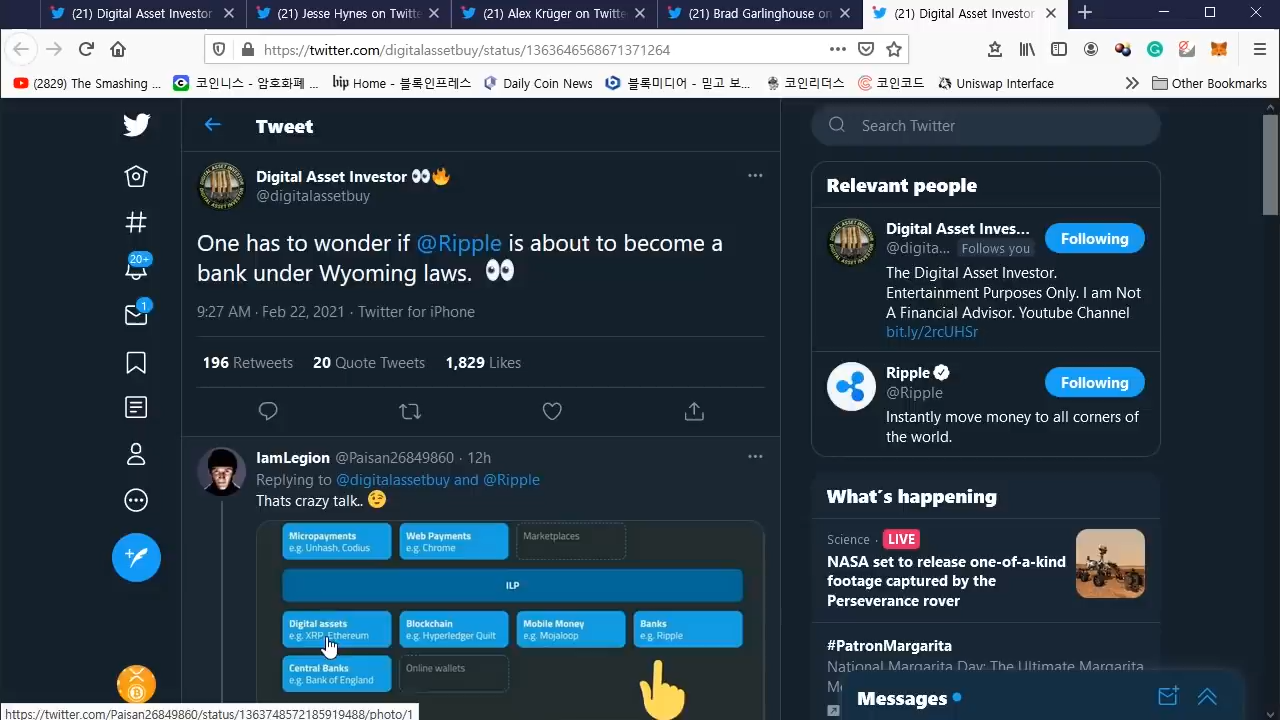 (21) Digital Asset Investor
(21) Jesse Hynes on Twitte
(21) Alex Krüger on Twitte
(21) Brad Garlinghouse on
(21) Digital Asset Investor
https://twitter.com/digitalassetbuy/status/1363646568671371264
(2829) The Smashing ...
코인니스 - 암호화폐 ...
bip Home - 블록인프레스
Daily Coin News
블록미디어 - 믿고 보...
코인리더스
코인코드
Uniswap Interface
Other Bookmarks
Tweet
Search Twitter
Digital Asset Investor 👀🔥
@digitalassetbuy
One has to wonder if @Ripple is about to become a
bank under Wyoming laws. 👀
9:27 AM · Feb 22, 2021 · Twitter for iPhone
196 Retweets 20 Quote Tweets 1,829 Likes
20+
1
IamLegion @Paisan26849860 · 12h
Replying to @digitalassetbuy and @Ripple
Thats crazy talk.. 😉
Micropayments
e.g. Unhash, Codius
Web Payments
e.g. Chrome
Marketplaces
ILP
Digital assets
e.g. XRP, Ethereum
Blockchain
e.g. Hyperledger Quilt
Mobile Money
e.g. Mojaloop
Banks
e.g. Ripple
Central Banks
e.g. Bank of England
Online wallets
Relevant people
Digital Asset Inves...
@digita... Follows you
Following
The Digital Asset Investor.
Entertainment Purposes Only. I am Not
A Financial Advisor. Youtube Channel
bit.ly/2rcUHSr
Ripple
@Ripple
Following
Instantly move money to all corners of
the world.
What's happening
Science · LIVE
NASA set to release one-of-a-kind
footage captured by the
Perseverance rover
#PatronMargarita
National Margarita Day: The Ultimate Margarita
Messages
https://twitter.com/Paisan26849860/status/1363748572185919488/photo/1